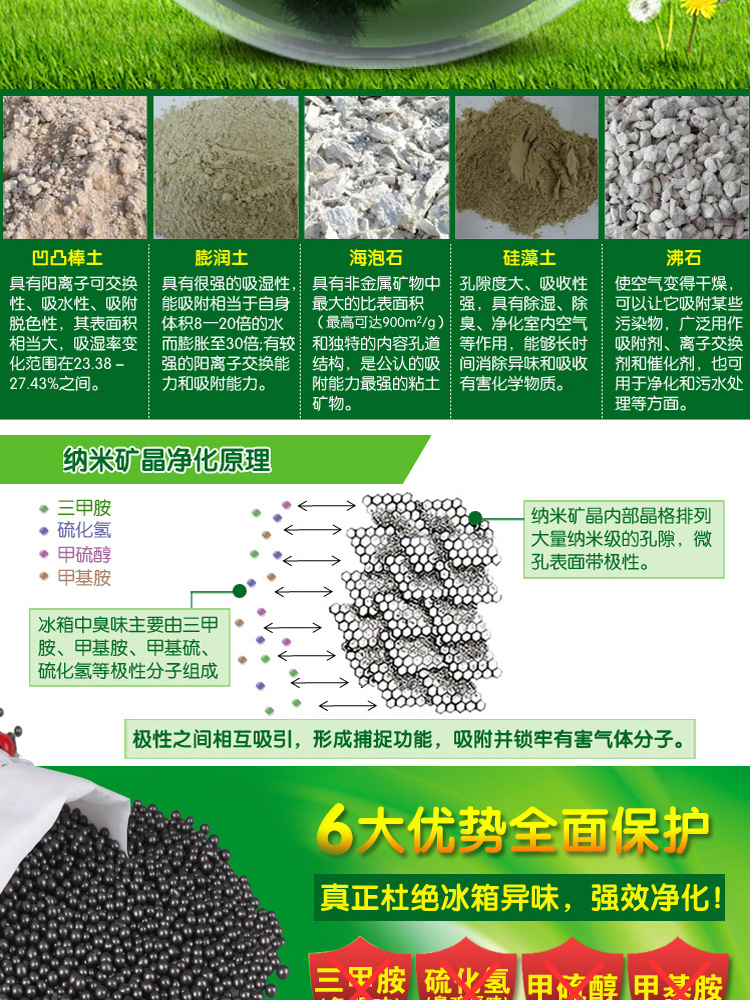 凹凸棒土
具有阳离子可交换
性、吸水性、吸附
脱色性，其表面积
相当大，吸湿率变
化范围在23.38－
27.43%之间。
膨润土
具有很强的吸湿性，
能吸附相当于自身
体积8—20倍的水
而膨胀至30倍;有较
强的阳离子交换能
力和吸附能力。
海泡石
具有非金属矿物中
最大的比表面积
（最高可达900m²/g）
和独特的内容孔道
结构，是公认的吸
附能力最强的粘土
矿物。
硅藻土
孔隙度大、吸收性
强，具有除湿、除
臭、净化室内空气
等作用，能够长时
间消除异味和吸收
有害化学物质。
沸石
使空气变得干燥，
可以让它吸附某些
污染物，广泛用作
吸附剂、离子交换
剂和催化剂，也可
用于净化和污水处
理等方面。
纳米矿晶净化原理
三甲胺
硫化氢
甲硫醇
甲基胺
纳米矿晶内部晶格排列
大量纳米级的孔隙，微
孔表面带极性。
冰箱中臭味主要由三甲
胺、甲基胺、甲基硫、
硫化氢等极性分子组成
极性之间相互吸引，形成捕捉功能，吸附并锁牢有害气体分子。
6大优势全面保护
真正杜绝冰箱异味，强效净化！
三甲胺
硫化氢
甲硫醇
甲基胺